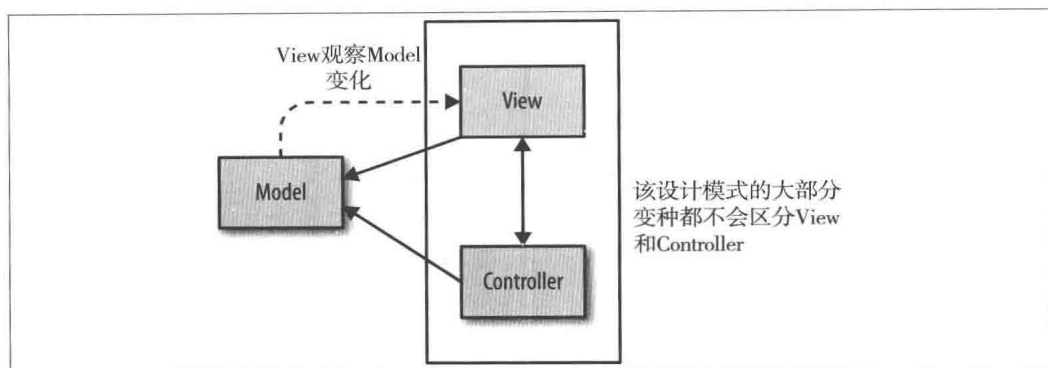 View观察Model
变化
View
Model
该设计模式的大部分
变种都不会区分View
和Controller
Controller